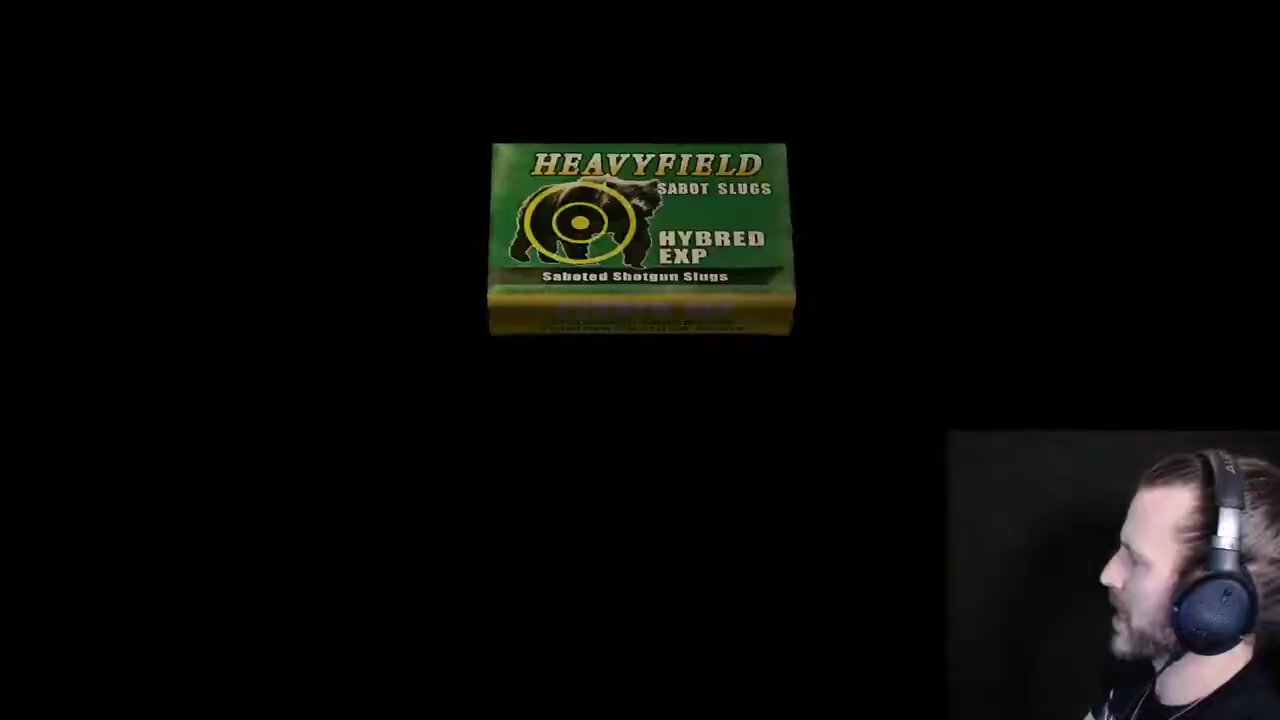 HEAVYFIELD
SABOT SLUGS
HYBRED
EXP
Saboted Shotgun Slugs